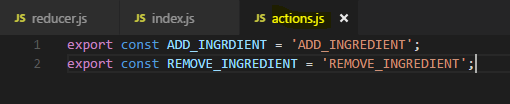 JS reducer.js JS index.js JS actions.js ×
1 export const ADD_INGRDIENT = 'ADD_INGREDIENT';
2 export const REMOVE_INGREDIENT = 'REMOVE_INGREDIENT';